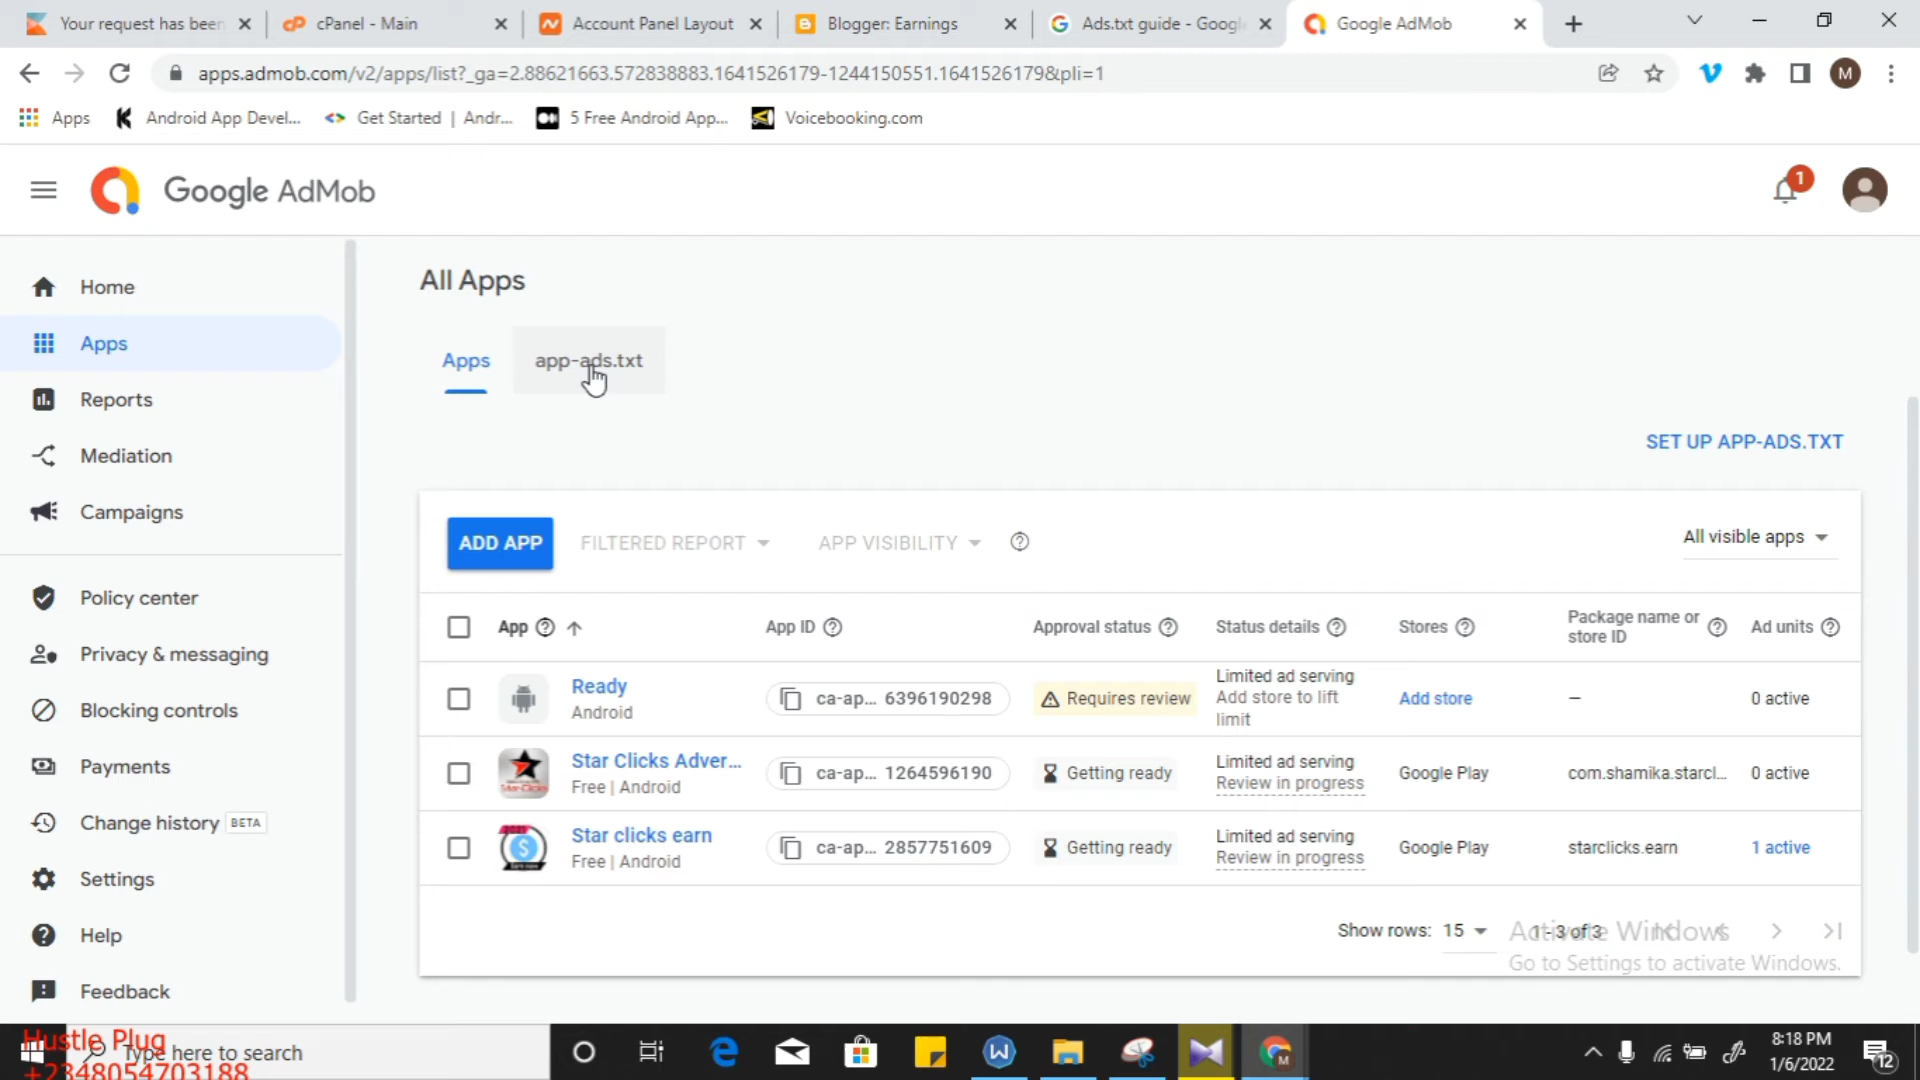 Your request has been
cPanel - Main
Account Panel Layout
Blogger: Earnings
Ads.txt guide - Googl
Google AdMob
apps.admob.com/v2/apps/list?_ga=2.88621663.572838883.1641526179-1244150551.1641526179&pli=1
M
Apps
Android App Devel...
Get Started | Andr...
5 Free Android App...
Voicebooking.com
Google AdMob
1
Home
Apps
Reports
Mediation
Campaigns
Policy center
Privacy & messaging
Blocking controls
Payments
Change history BETA
Settings
Help
Feedback
All Apps
Apps
app-ads.txt
SET UP APP-ADS.TXT
ADD APP
FILTERED REPORT
APP VISIBILITY
All visible apps
App
App ID
Approval status
Status details
Stores
Package name or
store ID
Ad units
Ready
Android
ca-ap... 6396190298
Requires review
Limited ad serving
Add store to lift
limit
Add store
–
0 active
Star Clicks Adver...
Free | Android
ca-ap... 1264596190
Getting ready
Limited ad serving
Review in progress
Google Play
com.shamika.starcl...
0 active
Star clicks earn
Free | Android
ca-ap... 2857751609
Getting ready
Limited ad serving
Review in progress
Google Play
starclicks.earn
1 active
Show rows: 15
1 - 3 of 3
Activate Windows
Go to Settings to activate Windows.
Hustle Plug
+2348054703188
Type here to search
8:18 PM
1/6/2022
12